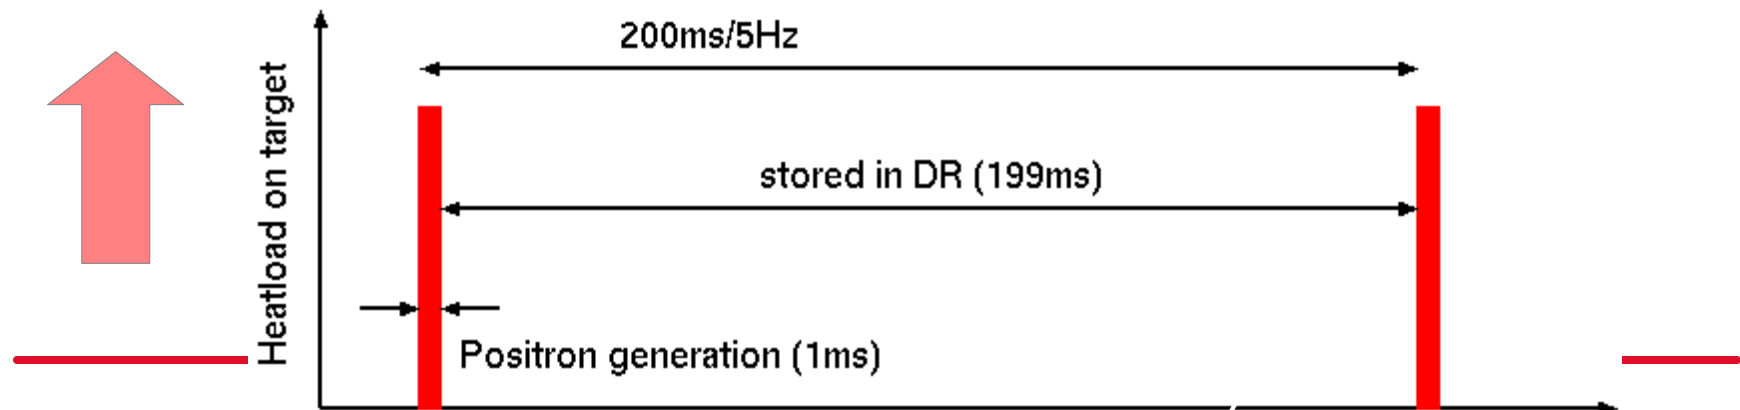 200ms/5Hz
Heatload on target
stored in DR (199ms)
Positron generation (1ms)